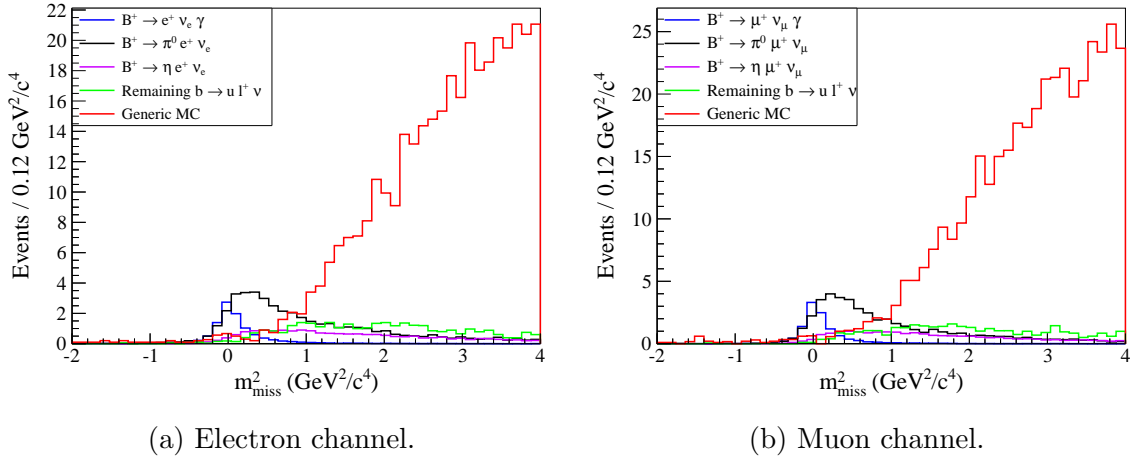 Events / 0.12 GeV²/c⁴
22
20
18
16
14
12
10
8
6
4
2
0
B⁺ → e⁺ νₑ γ
B⁺ → π⁰ e⁺ νₑ
B⁺ → η e⁺ νₑ
Remaining b → u l⁺ ν
Generic MC
-2 -1 0 1 2 3 4
m²miss (GeV²/c⁴)
(a) Electron channel.
Events / 0.12 GeV²/c⁴
25
20
15
10
5
0
B⁺ → μ⁺ ν_μ γ
B⁺ → π⁰ μ⁺ ν_μ
B⁺ → η μ⁺ ν_μ
Remaining b → u l⁺ ν
Generic MC
-2 -1 0 1 2 3 4
m²miss (GeV²/c⁴)
(b) Muon channel.